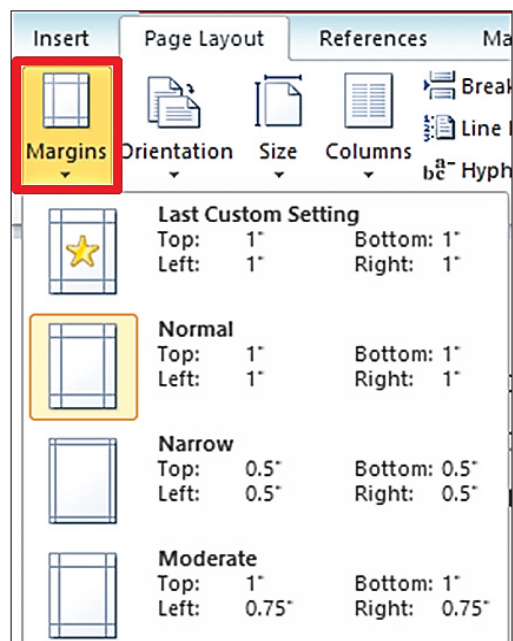 Insert Page Layout References Ma
Margins Orientation Size Columns
Break
Line
bc a- Hyph
Last Custom Setting
Top: 1" Bottom: 1"
Left: 1" Right: 1"
Normal
Top: 1" Bottom: 1"
Left: 1" Right: 1"
Narrow
Top: 0.5" Bottom: 0.5"
Left: 0.5" Right: 0.5"
Moderate
Top: 1" Bottom: 1"
Left: 0.75" Right: 0.75"